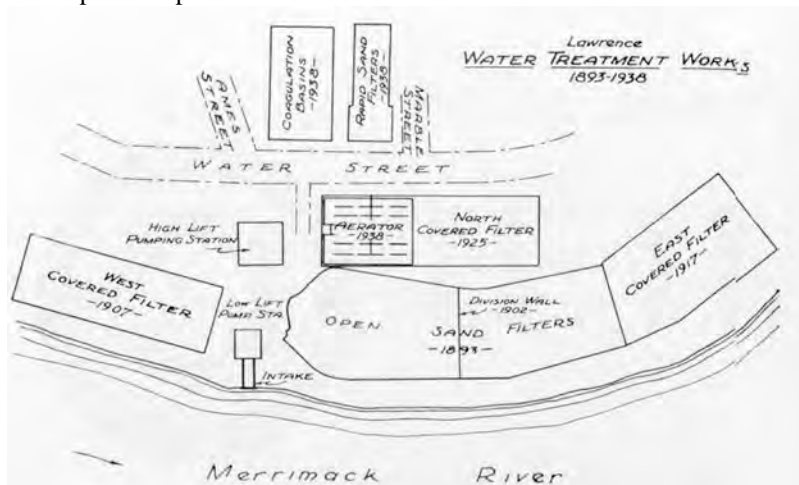 Lawrence
WATER TREATMENT WORKS
1893-1938
COAGULATION
BASINS
-1938-
RAPID SAND
FILTERS
-1938-
AMES
STREET
MARBLE
STREET
WATER STREET
HIGH LIFT
PUMPING STATION
AERATOR
-1938-
NORTH
COVERED FILTER
-1925-
EAST
COVERED FILTER
-1917-
WEST
COVERED FILTER
-1907-
LOW LIFT
PUMP STA.
OPEN SAND FILTERS
-1893-
DIVISION WALL
-1902-
INTAKE
Merrimack River